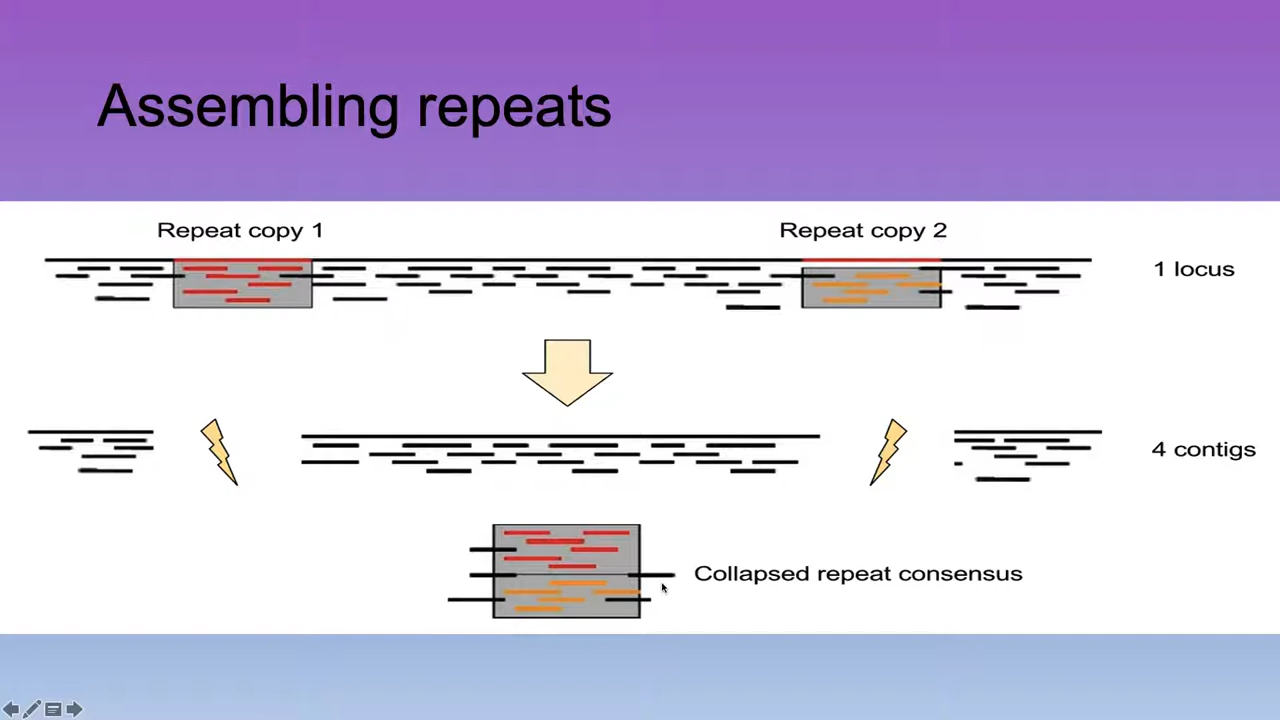 Assembling repeats
Repeat copy 1
Repeat copy 2
1 locus
4 contigs
Collapsed repeat consensus